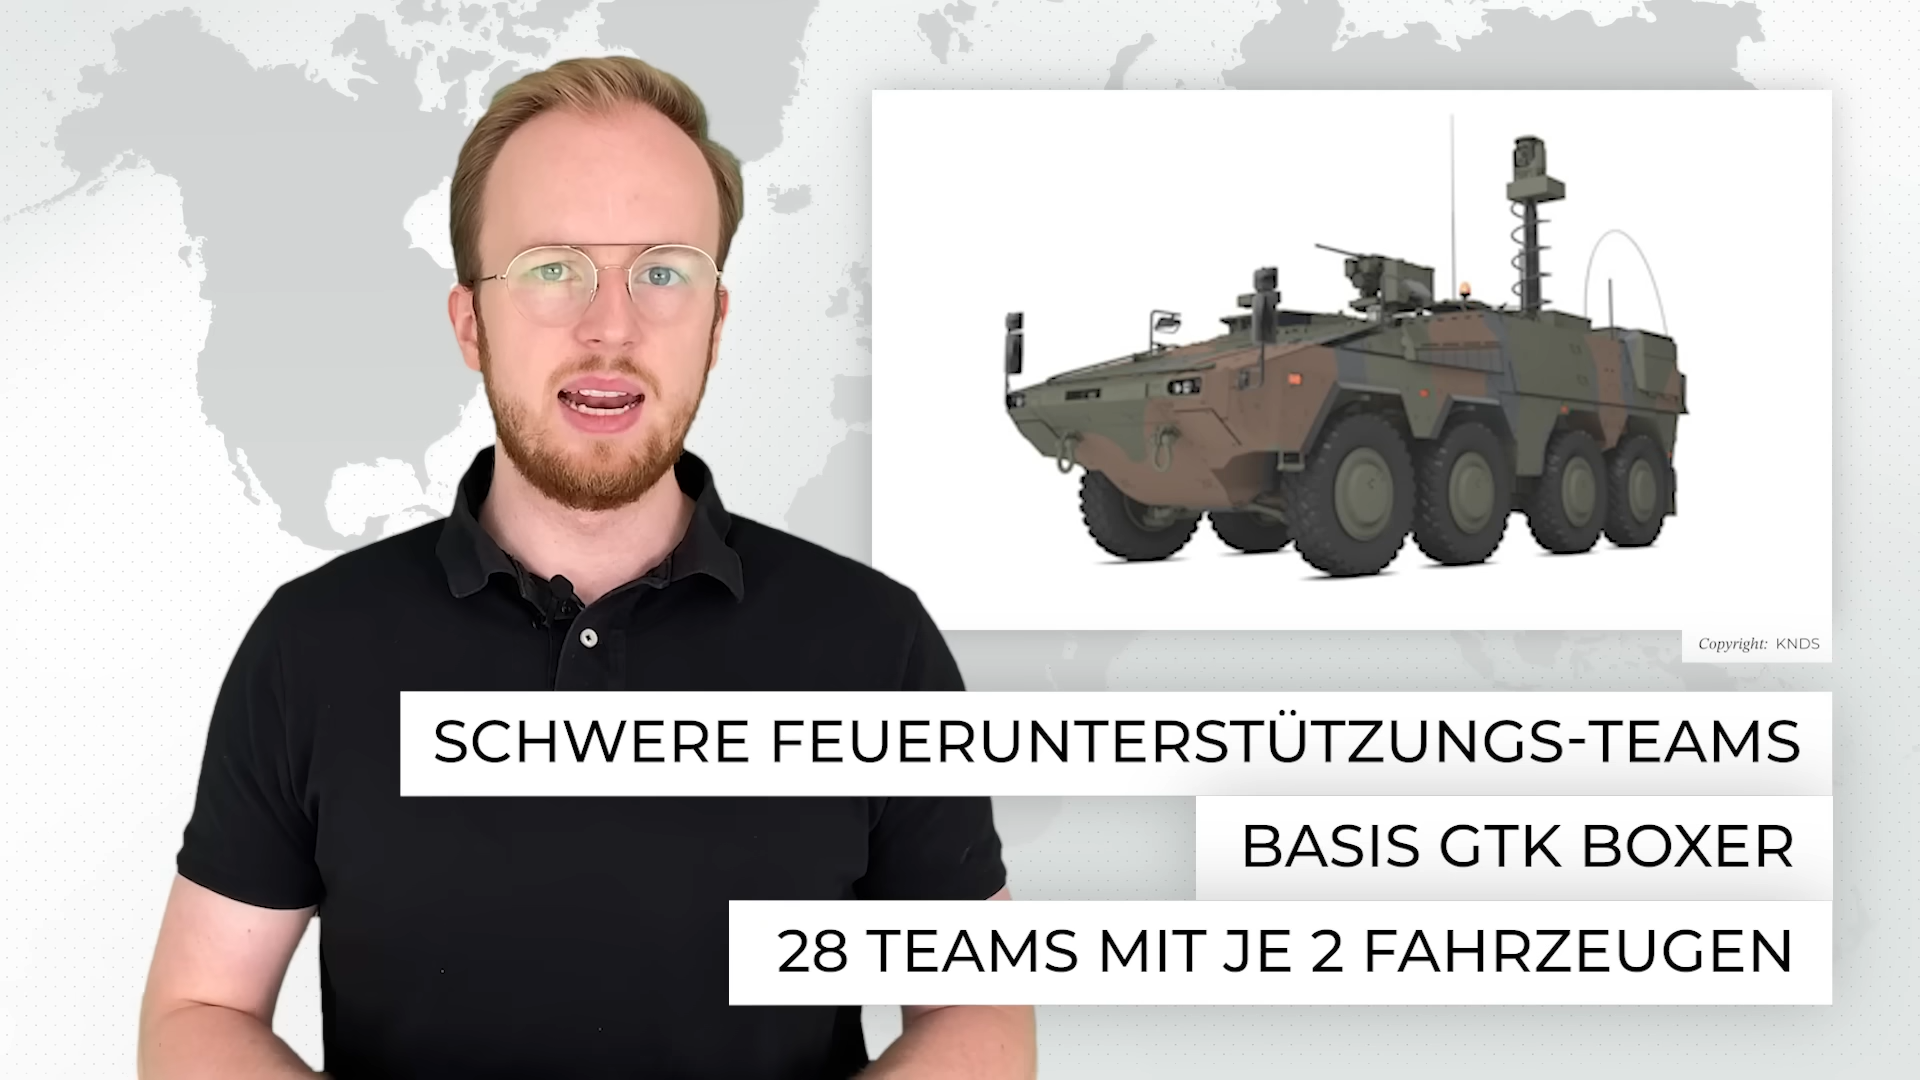 Copyright: KNDS
SCHWERE FEUERUNTERSTÜTZUNGS-TEAMS
BASIS GTK BOXER
28 TEAMS MIT JE 2 FAHRZEUGEN